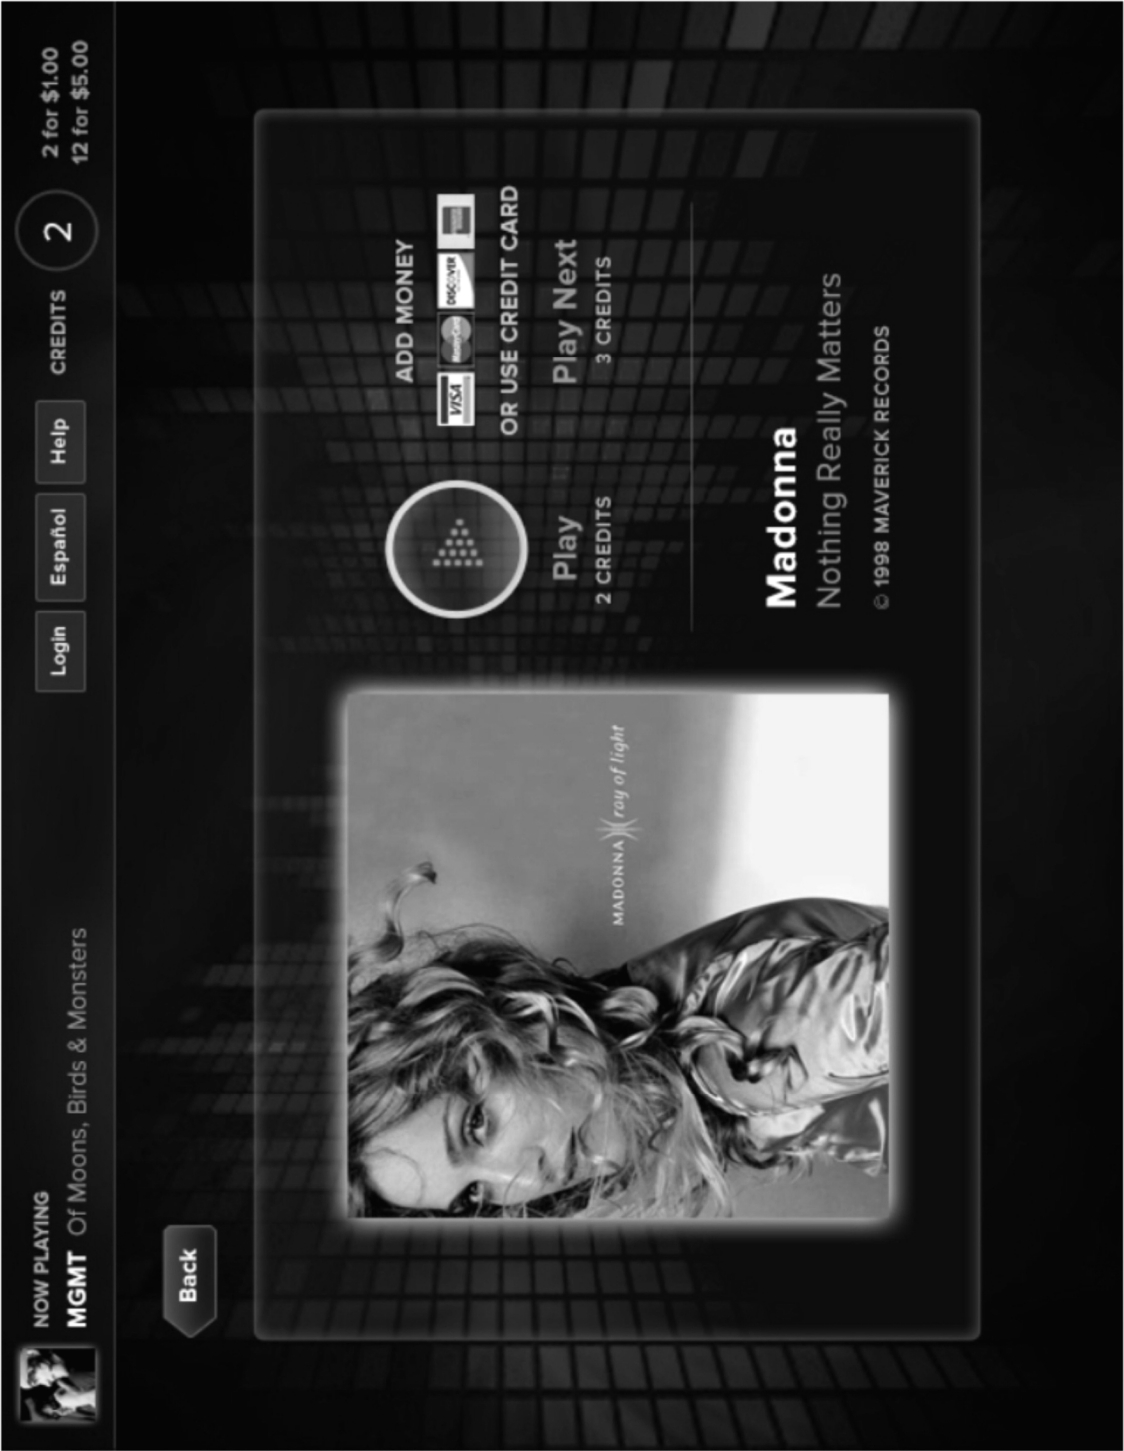 NOW PLAYING
MGMT Of Moons, Birds & Monsters
Login
Español
Help
CREDITS
2
2 for $1.00
12 for $5.00
Back
MADONNA ray of light
ADD MONEY
VISA
MasterCard
DISCOVER
OR USE CREDIT CARD
Play
2 CREDITS
Play Next
3 CREDITS
Madonna
Nothing Really Matters
© 1998 MAVERICK RECORDS